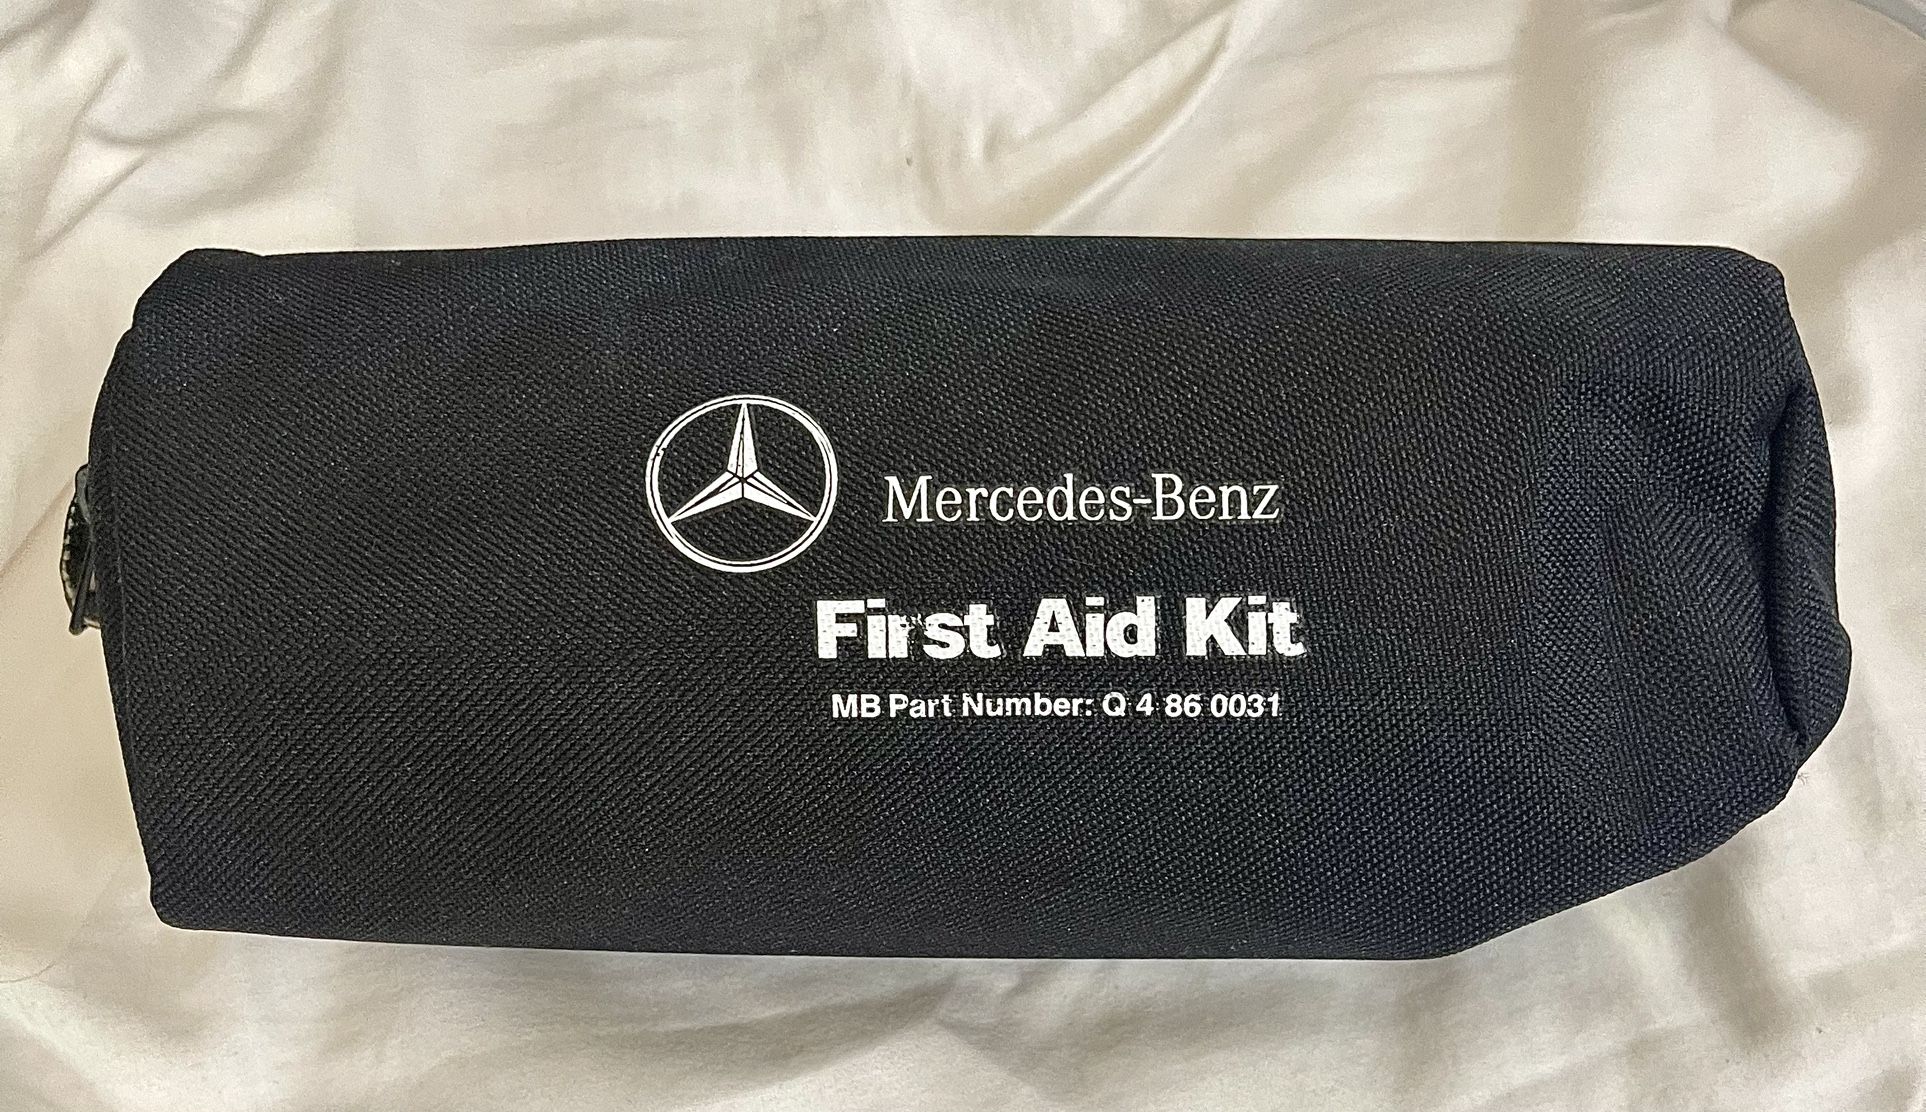 Mercedes-Benz
First Aid Kit
MB Part Number: Q 4 86 0031